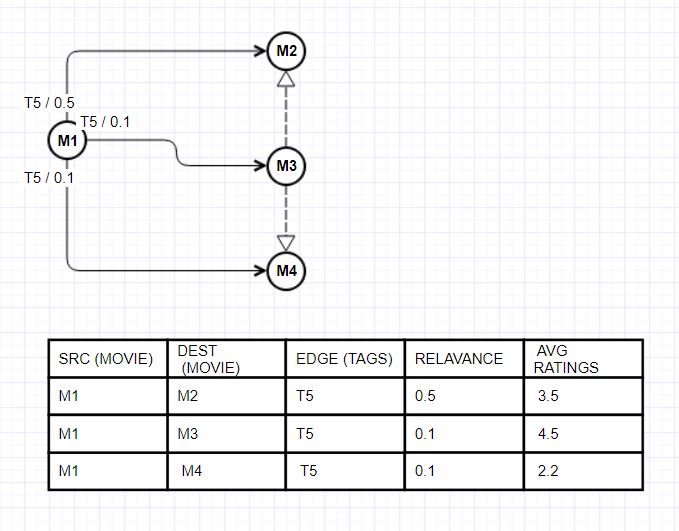 M2
T5 / 0.5
T5 / 0.1
M1
M3
T5 / 0.1
M4
SRC (MOVIE) DEST (MOVIE) EDGE (TAGS) RELAVANCE AVG RATINGS
M1 M2 T5 0.5 3.5
M1 M3 T5 0.1 4.5
M1 M4 T5 0.1 2.2